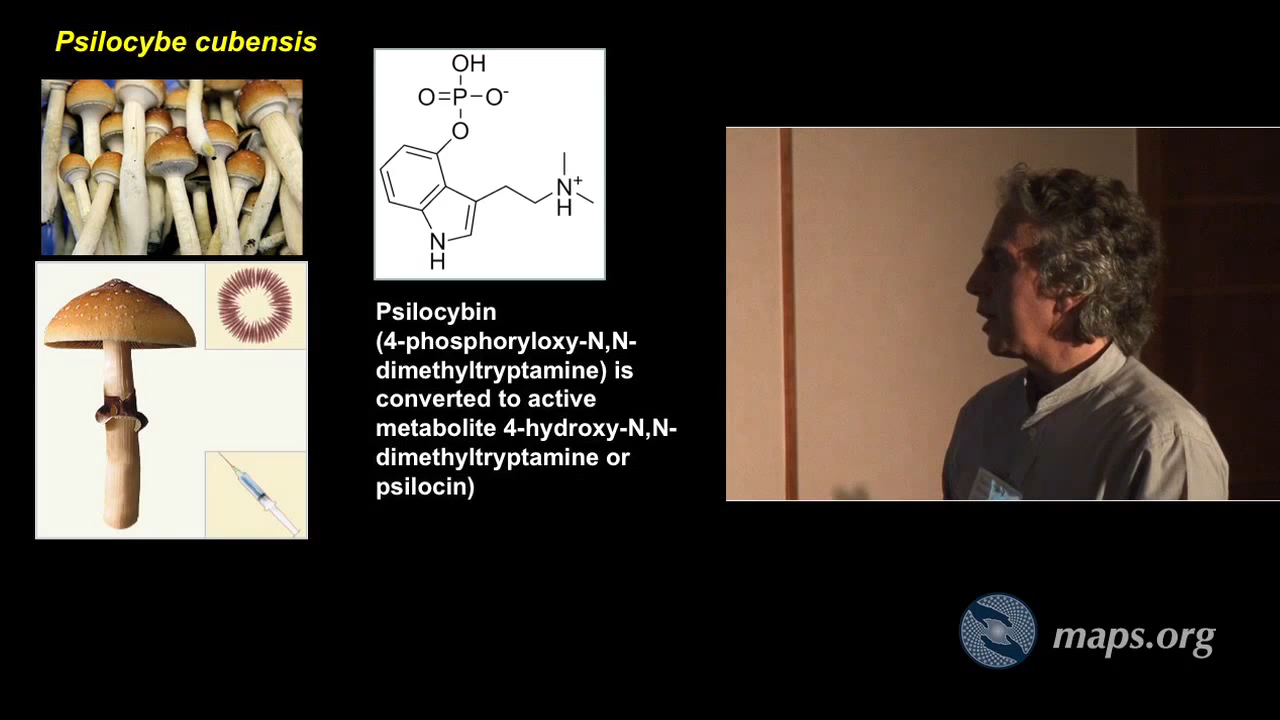 Psilocybe cubensis
OH
O=P-O-
O
N+
H
N
H
Psilocybin
(4-phosphoryloxy-N,N-
dimethyltryptamine) is
converted to active
metabolite 4-hydroxy-N,N-
dimethyltryptamine or
psilocin)
maps.org